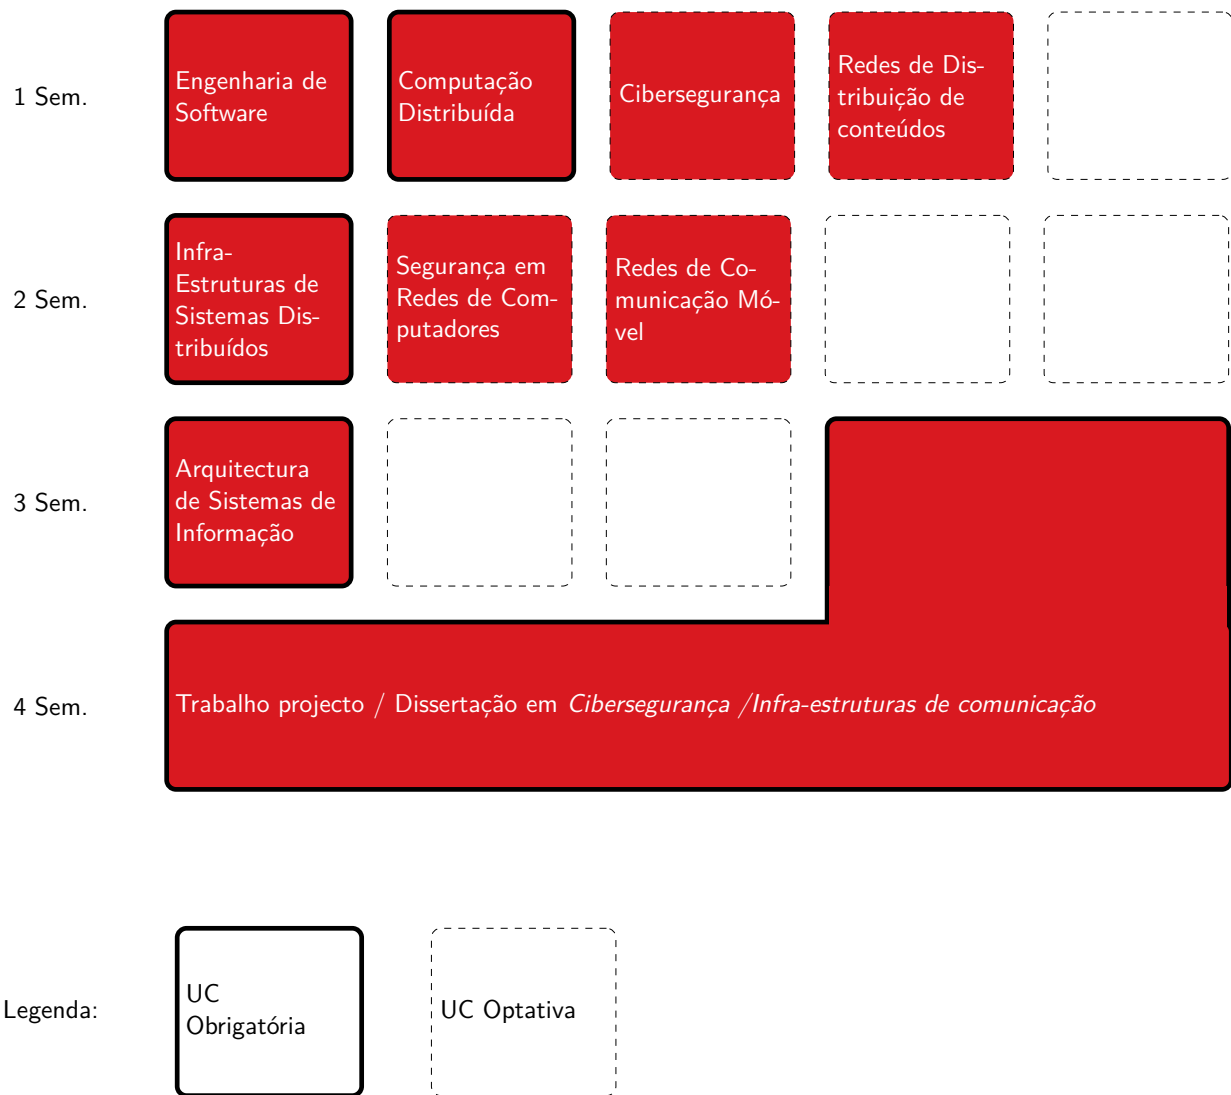 1 Sem.
Engenharia de
Software
Computação
Distribuída
Cibersegurança
Redes de Dis-
tribuição de
conteúdos
2 Sem.
Infra-
Estruturas de
Sistemas Dis-
tribuídos
Segurança em
Redes de Com-
putadores
Redes de Co-
municação Mó-
vel
3 Sem.
Arquitectura
de Sistemas de
Informação
4 Sem.
Trabalho projecto / Dissertação em Cibersegurança /Infra-estruturas de comunicação
Legenda:
UC
Obrigatória
UC Optativa